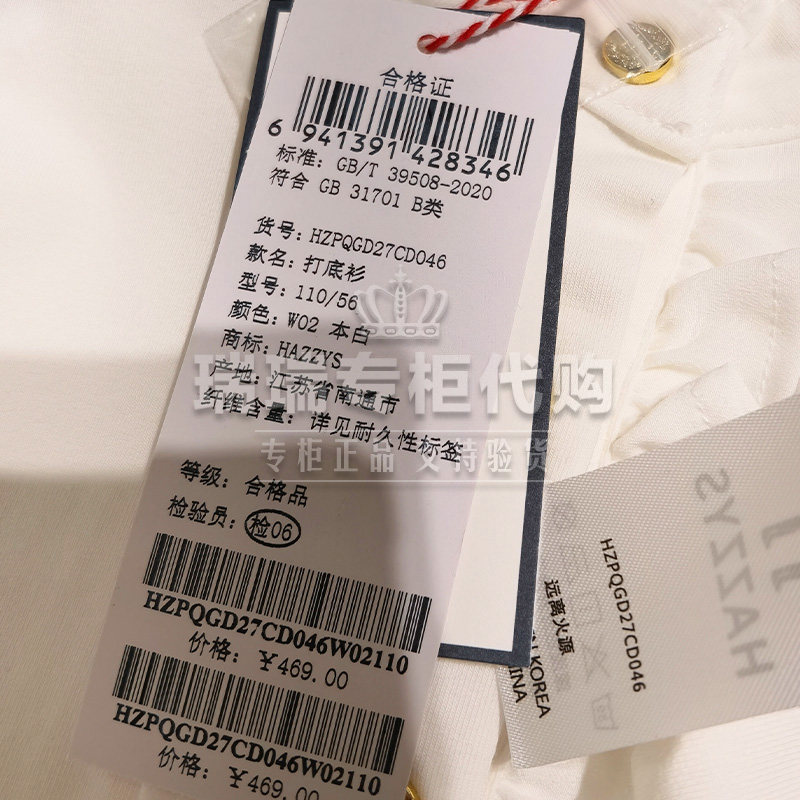 合格证
6 941391 428346
标准: GB/T 39508-2020
符合 GB 31701 B类
货号: HZPQGD27CD046
款名: 打底衫
型号: 110/56
颜色: W02 本白
商标: HAZZYS
产地: 江苏省南通市
纤维含量: 详见耐久性标签
等级: 合格品
检验员: 检06
HZPQGD27CD046W02110
价格: ¥469.00
HZPQGD27CD046W02110
价格: ¥469.00
瑞瑞专柜代购
专柜正品 支持验货
HAZZYS
HZPQGD27CD046
远离火源
KOREA